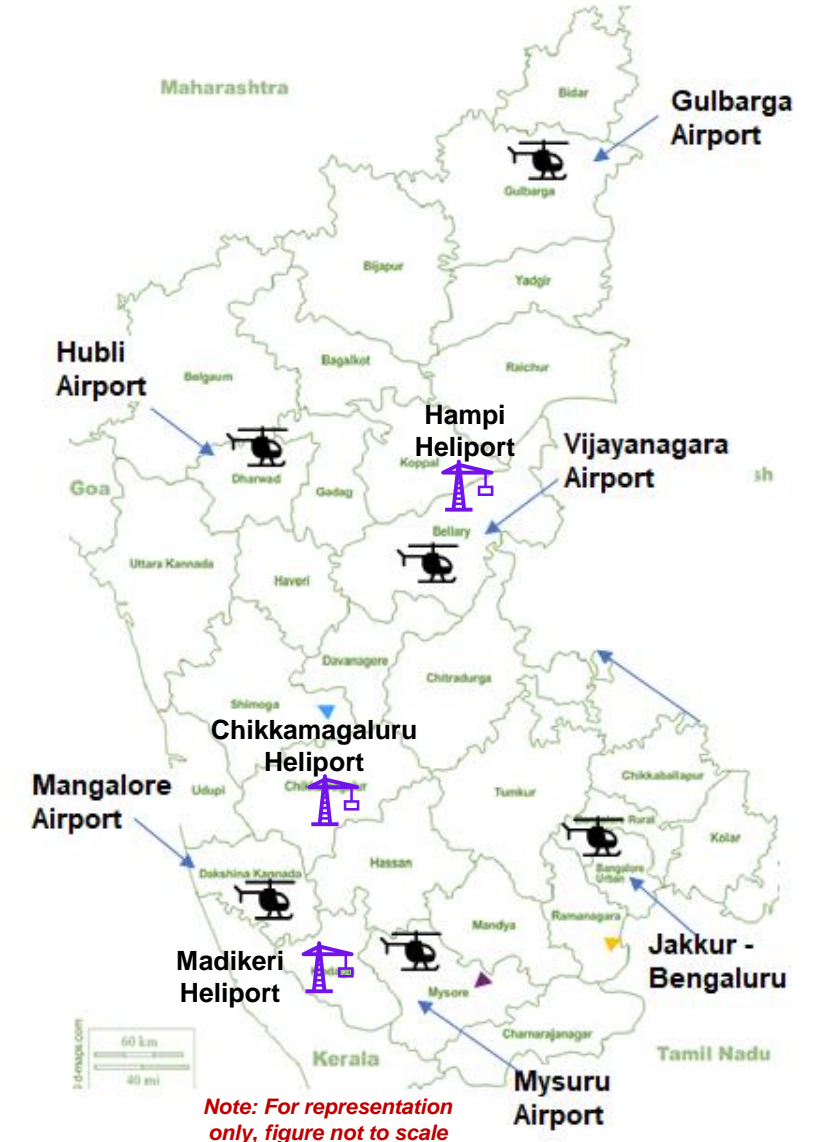 Maharashtra
Bidar
Gulbarga
Airport
Gulbarga
Bijapur
Yadgir
Hubli
Airport
Bagalkot
Raichur
Belgaum
Hampi
Heliport
Vijayanagara
Airport
Koppal
Dharwad
Gadag
Goa
sh
Bellary
Uttara Kannada
Haveri
Davanagere
Chitradurga
Shimoga
Chikkamagaluru
Heliport
Chikkaballapur
Mangalore
Airport
Udupi
Tumkur
Rural
Kolar
Hassan
Dakshina Kannada
Bangalore
Urban
Mandya
Ramanagara
Jakkur -
Bengaluru
Madikeri
Heliport
Mysore
Chamarajanagar
60 km
40 mi
d-maps.com
Kerala
Tamil Nadu
Mysuru
Airport
Note: For representation
only, figure not to scale